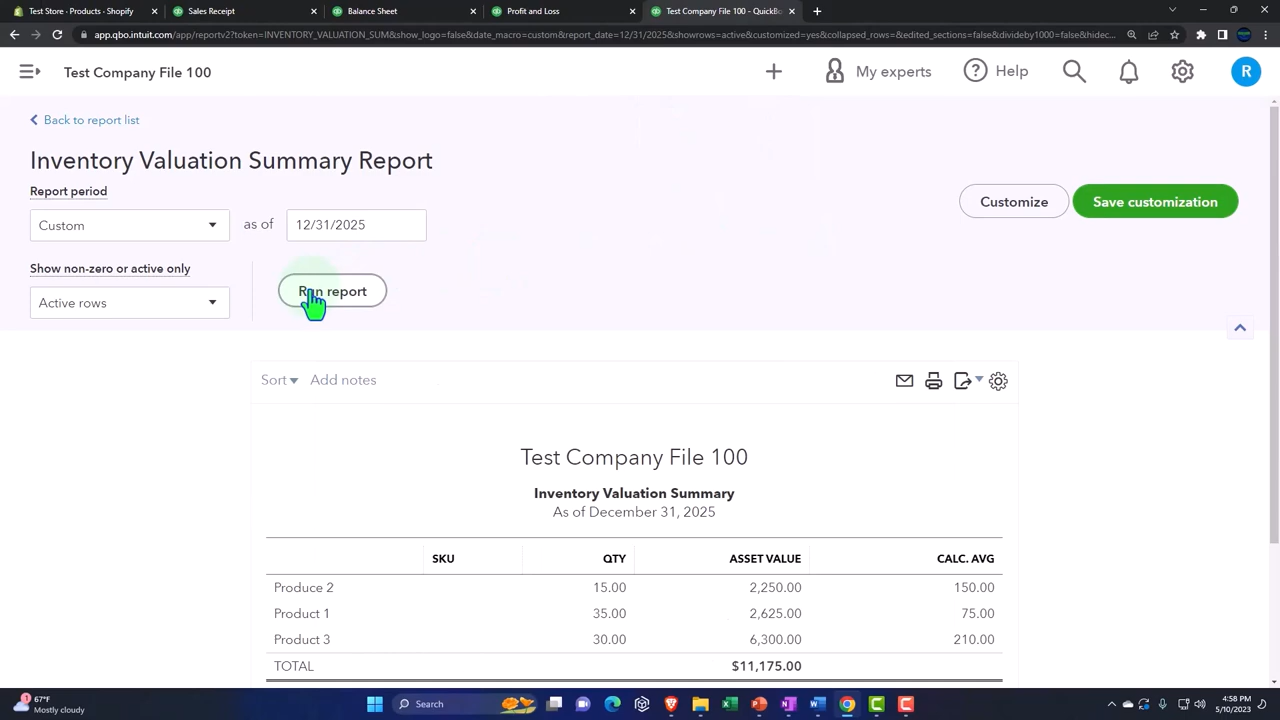 Test Store · Products · Shopify
Sales Receipt
Balance Sheet
Profit and Loss
Test Company File 100 - QuickBo
app.qbo.intuit.com/app/reportv2?token=INVENTORY_VALUATION_SUM&show_logo=false&date_macro=custom&report_date=12/31/2025&showrows=active&customized=yes&collapsed_rows=&edited_sections=false&divideby1000=false&hidec...
Test Company File 100
My experts
Help
R
Back to report list
Inventory Valuation Summary Report
Report period
Custom as of 12/31/2025
Customize
Save customization
Show non-zero or active only
Active rows
Run report
Sort Add notes
Test Company File 100
Inventory Valuation Summary
As of December 31, 2025
SKU QTY ASSET VALUE CALC. AVG
Produce 2 15.00 2,250.00 150.00
Product 1 35.00 2,625.00 75.00
Product 3 30.00 6,300.00 210.00
TOTAL $11,175.00
67°F
Mostly cloudy
Search
4:58 PM
5/10/2023